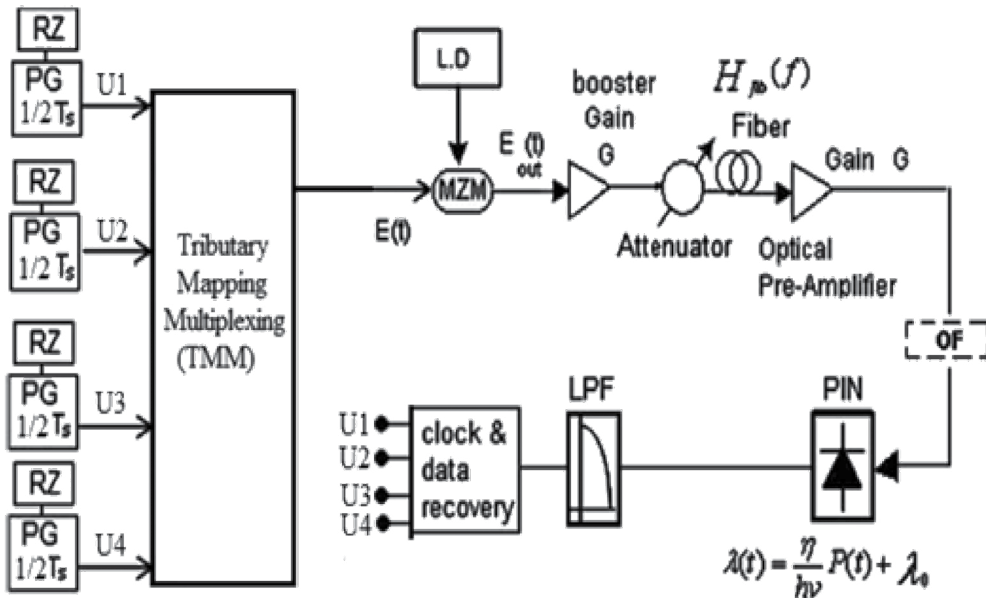 RZ
PG
1/2 Ts
U1
RZ
PG
1/2 Ts
U2
RZ
PG
1/2 Ts
U3
RZ
PG
1/2 Ts
U4
Tributary
Mapping
Multiplexing
(TMM)
E(t)
L.D
MZM
E (t)
out
booster
Gain
G
Attenuator
H (f)
Fiber
Gain G
Optical
Pre-Amplifier
OF
PIN
λ(t) = η/hν P(t) + λ₀
LPF
clock &
data
recovery
U1
U2
U3
U4